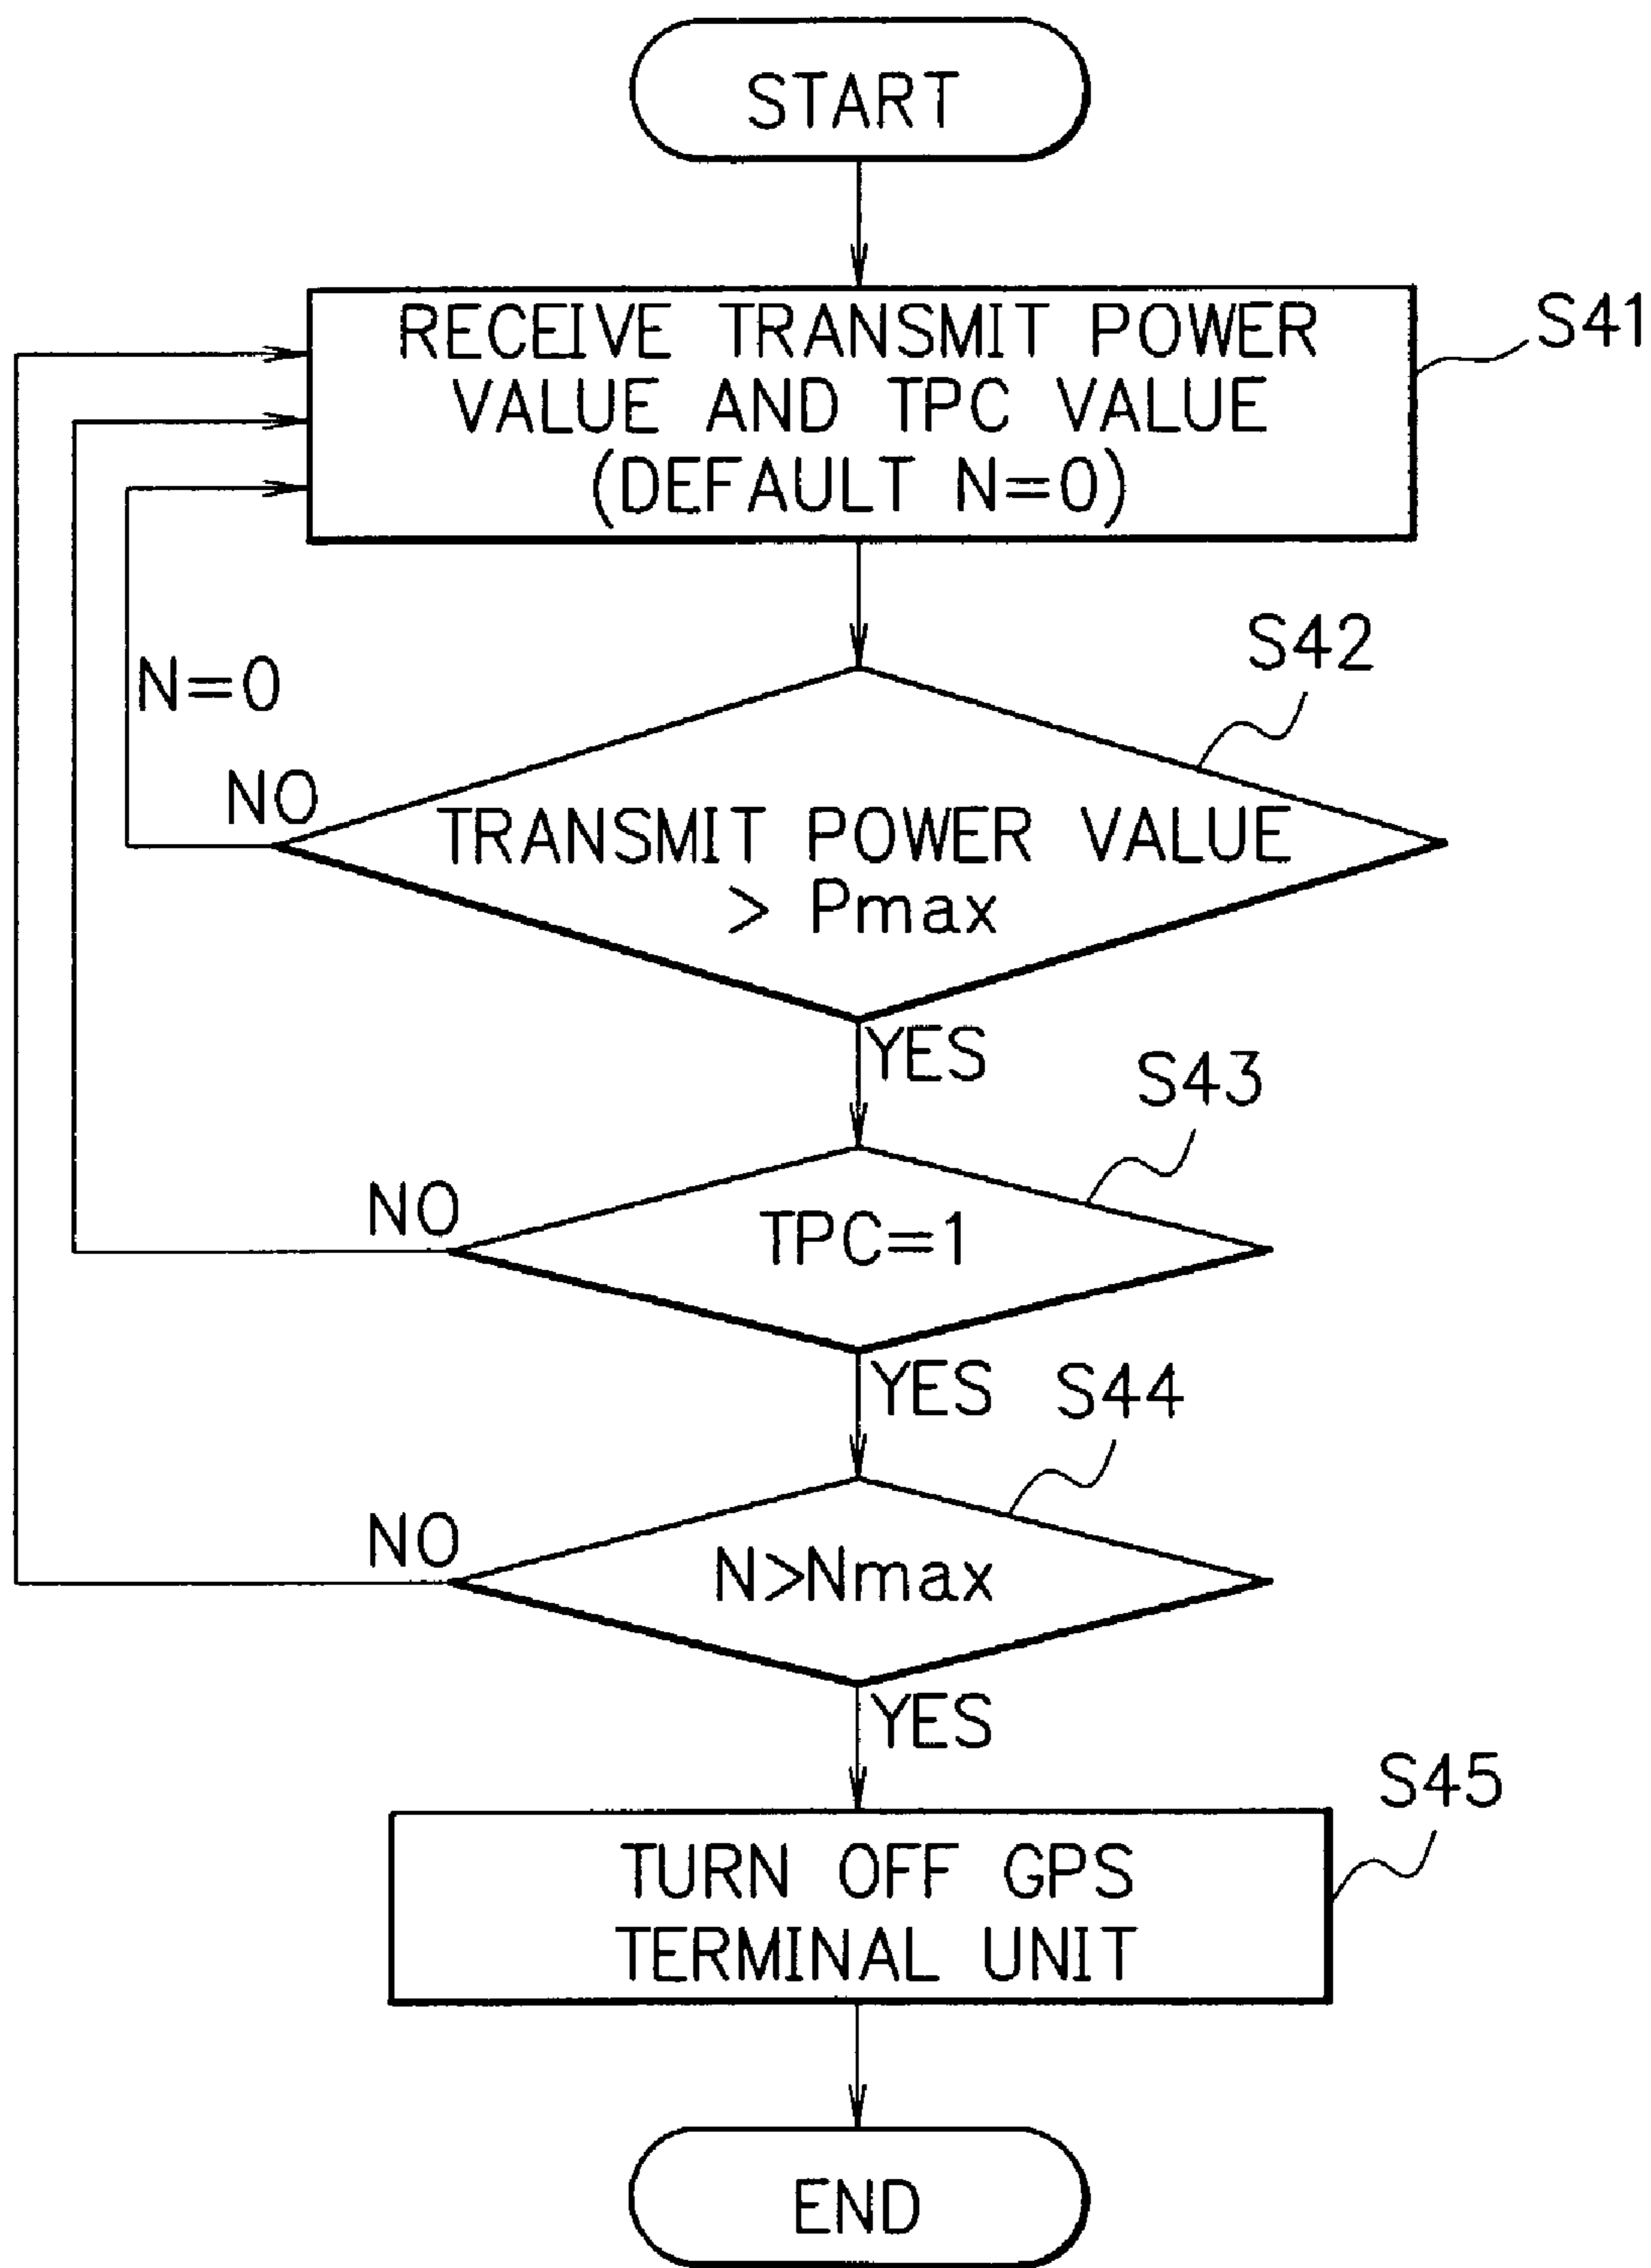 START
RECEIVE TRANSMIT POWER
VALUE AND TPC VALUE
(DEFAULT N=0)
S41
N=0
S42
NO
TRANSMIT POWER VALUE
> Pmax
YES
S43
NO
TPC=1
YES
S44
NO
N>Nmax
YES
S45
TURN OFF GPS
TERMINAL UNIT
END